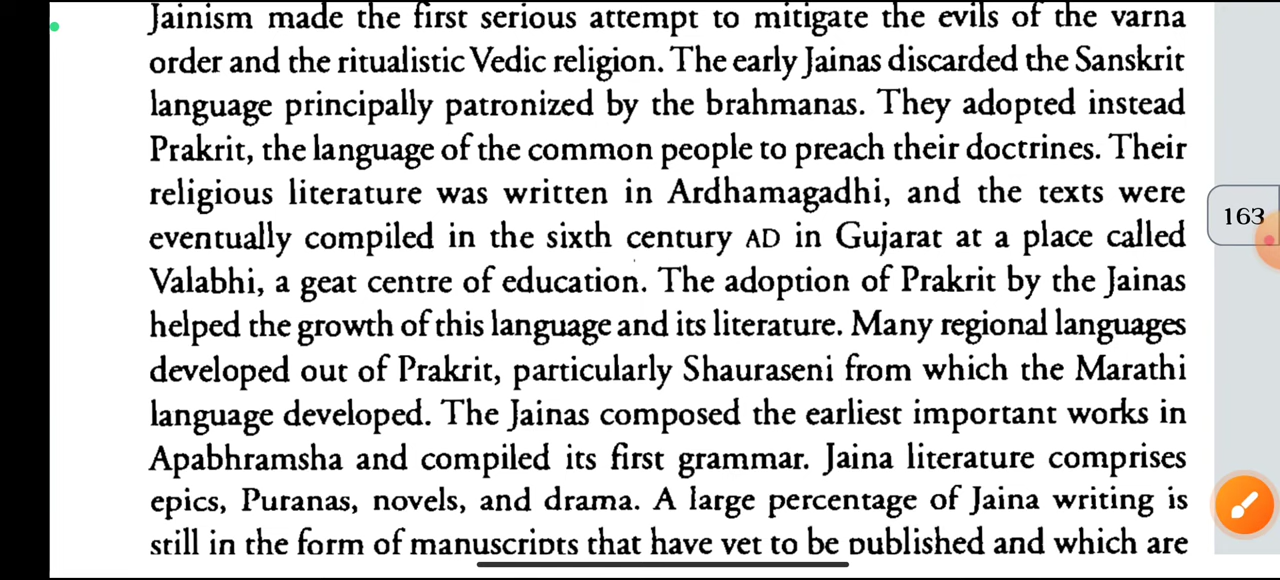 Jainism made the first serious attempt to mitigate the evils of the varna
order and the ritualistic Vedic religion. The early Jainas discarded the Sanskrit
language principally patronized by the brahmanas. They adopted instead
Prakrit, the language of the common people to preach their doctrines. Their
religious literature was written in Ardhamagadhi, and the texts were
163
eventually compiled in the sixth century AD in Gujarat at a place called
Valabhi, a geat centre of education. The adoption of Prakrit by the Jainas
helped the growth of this language and its literature. Many regional languages
developed out of Prakrit, particularly Shauraseni from which the Marathi
language developed. The Jainas composed the earliest important works in
Apabhramsha and compiled its first grammar. Jaina literature comprises
epics, Puranas, novels, and drama. A large percentage of Jaina writing is
still in the form of manuscripts that have yet to be published and which are